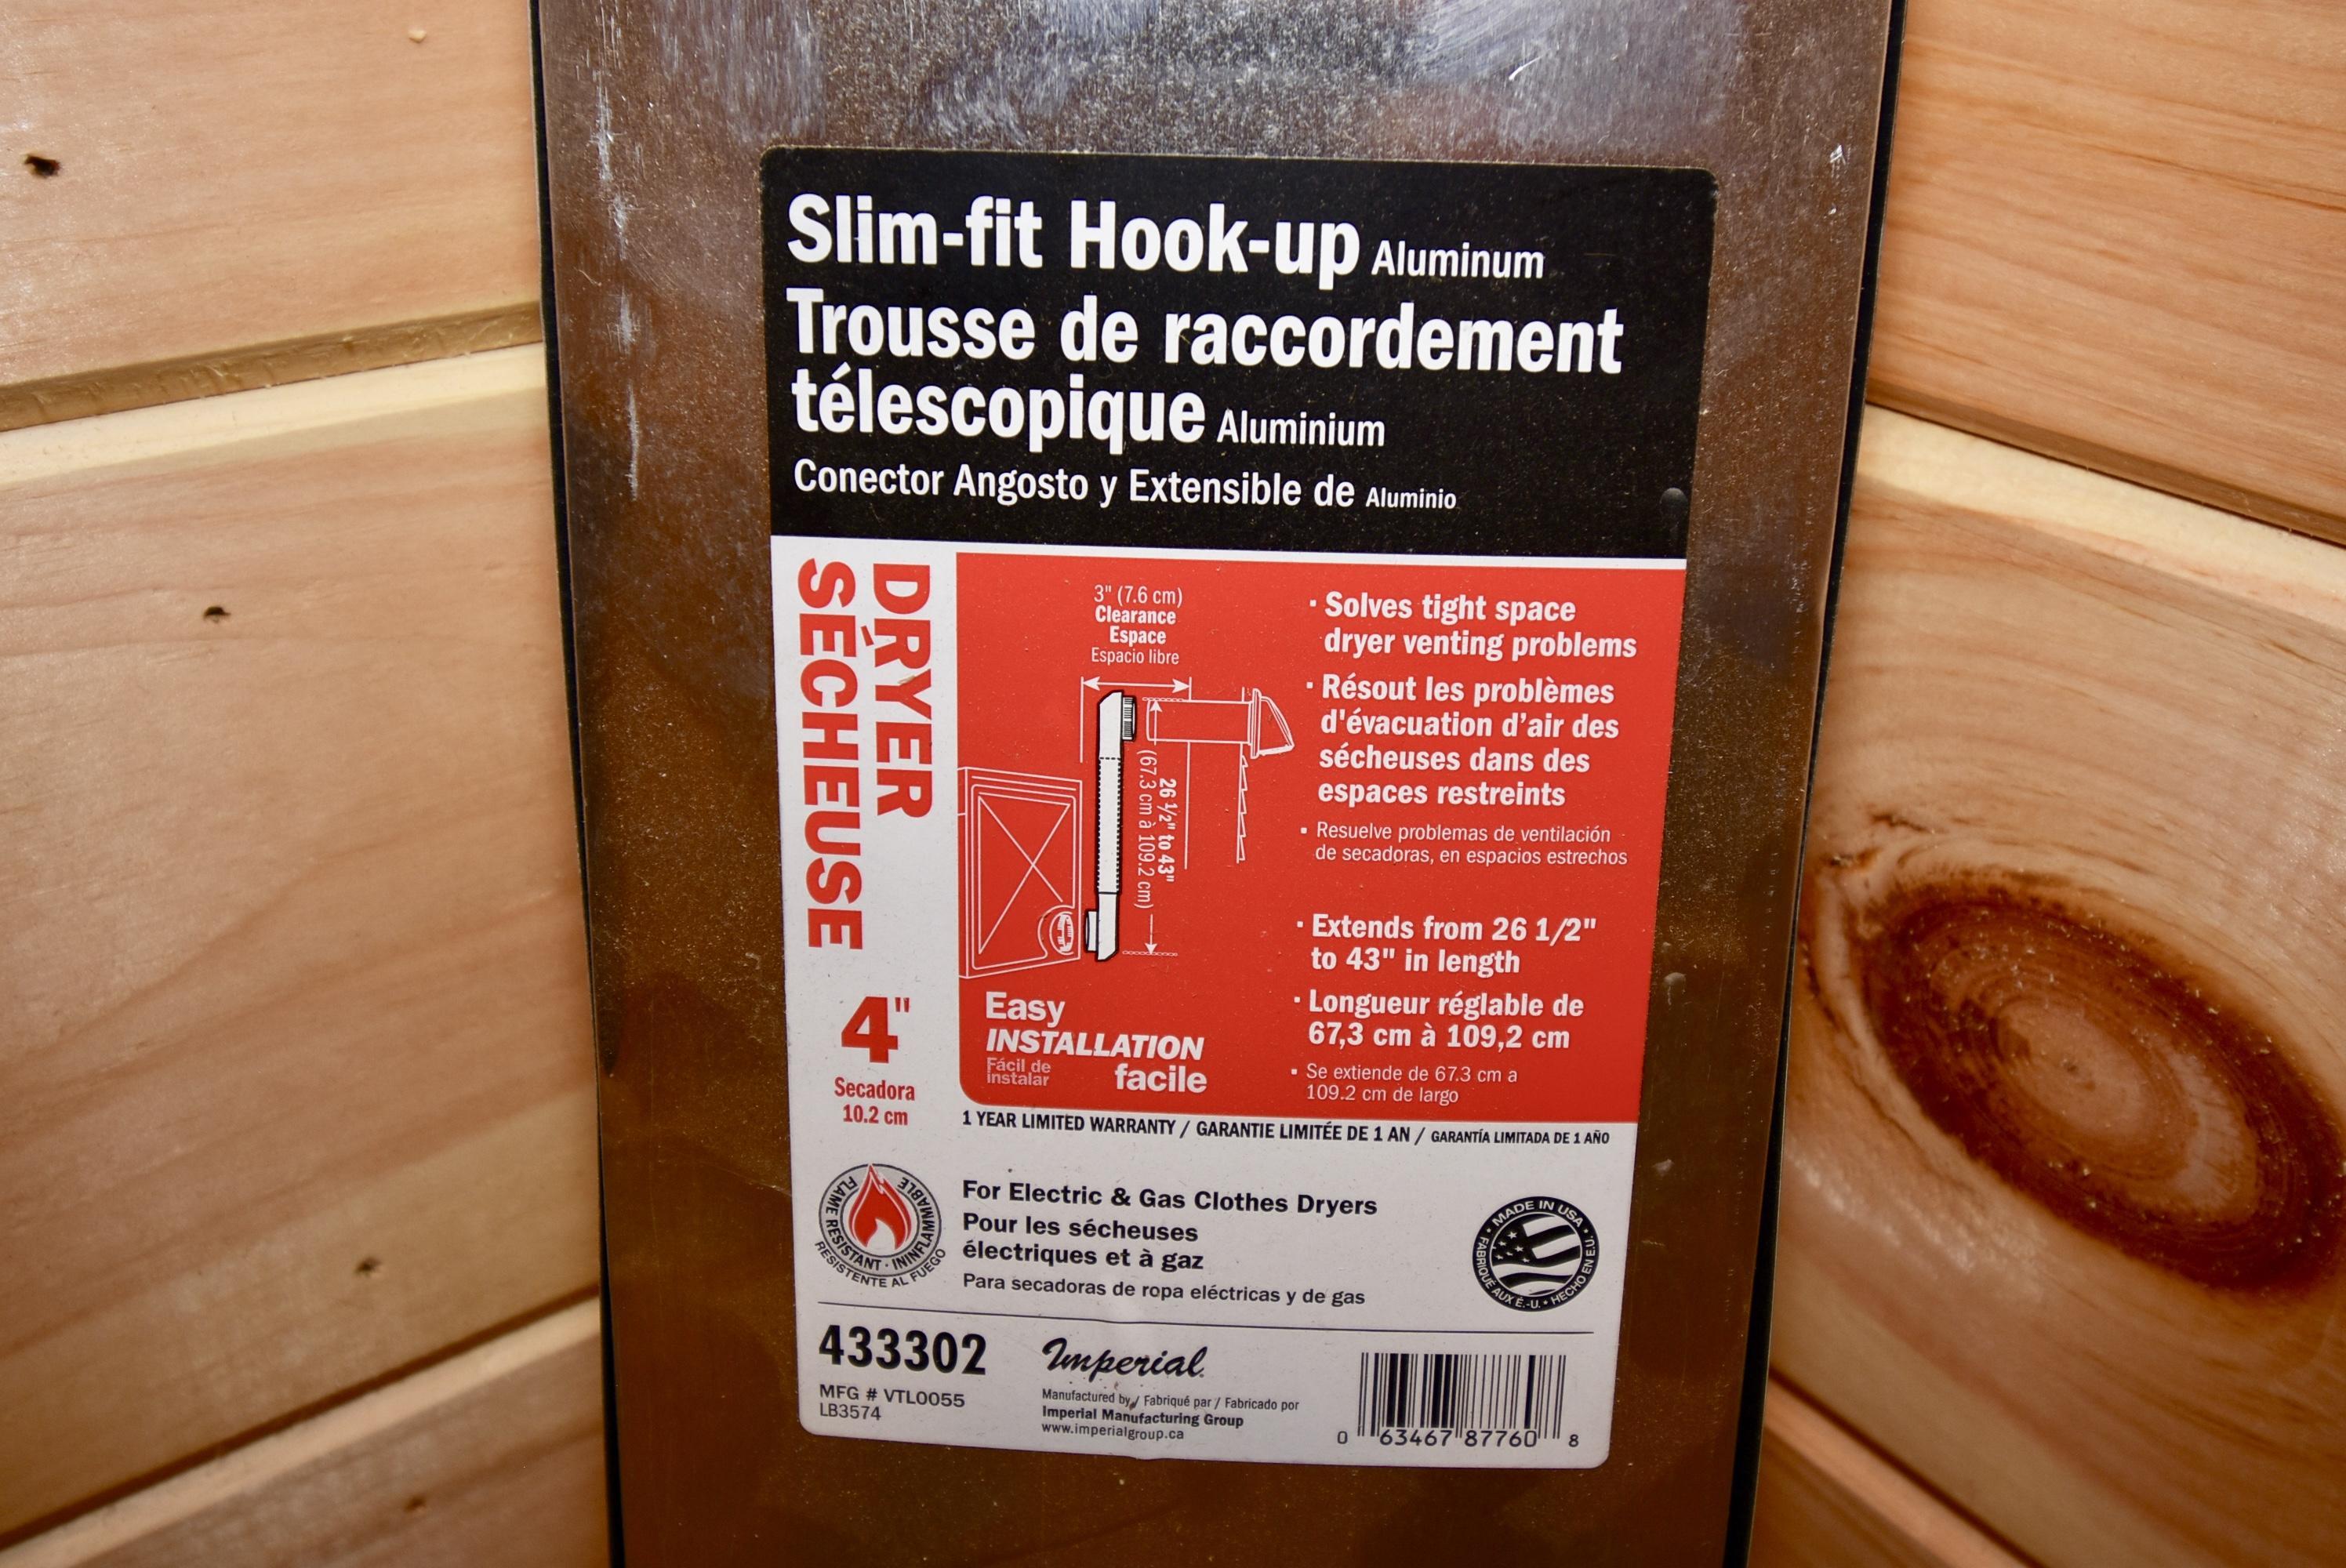 Slim-fit Hook-up Aluminum
Trousse de raccordement
télescopique Aluminium
Conector Angosto y Extensible de Aluminio
DRYER
SÉCHEUSE
4"
Secadora
10.2 cm
3" (7.6 cm)
Clearance
Espace
Espacio libre
26 1/2" to 43"
(67.3 cm à 109.2 cm)
Easy
INSTALLATION
Fácil de
instalar
facile
· Solves tight space
dryer venting problems
· Résout les problèmes
d'évacuation d'air des
sécheuses dans des
espaces restreints
▪ Resuelve problemas de ventilación
de secadoras, en espacios estrechos
· Extends from 26 1/2"
to 43" in length
· Longueur réglable de
67,3 cm à 109,2 cm
▪ Se extiende de 67.3 cm a
109.2 cm de largo
1 YEAR LIMITED WARRANTY / GARANTIE LIMITÉE DE 1 AN / GARANTÍA LIMITADA DE 1 AÑO
FLAME RESISTANT · ININFLAMMABLE
RESISTENTE AL FUEGO
For Electric & Gas Clothes Dryers
Pour les sécheuses
électriques et à gaz
Para secadoras de ropa eléctricas y de gas
· MADE IN USA ·
FABRIQUÉ AUX É.-U. • HECHO EN E.U.
433302
MFG # VTL0055
LB3574
Imperial
Manufactured by / Fabriqué par / Fabricado por
Imperial Manufacturing Group
www.imperialgroup.ca
0 63467 87760 8